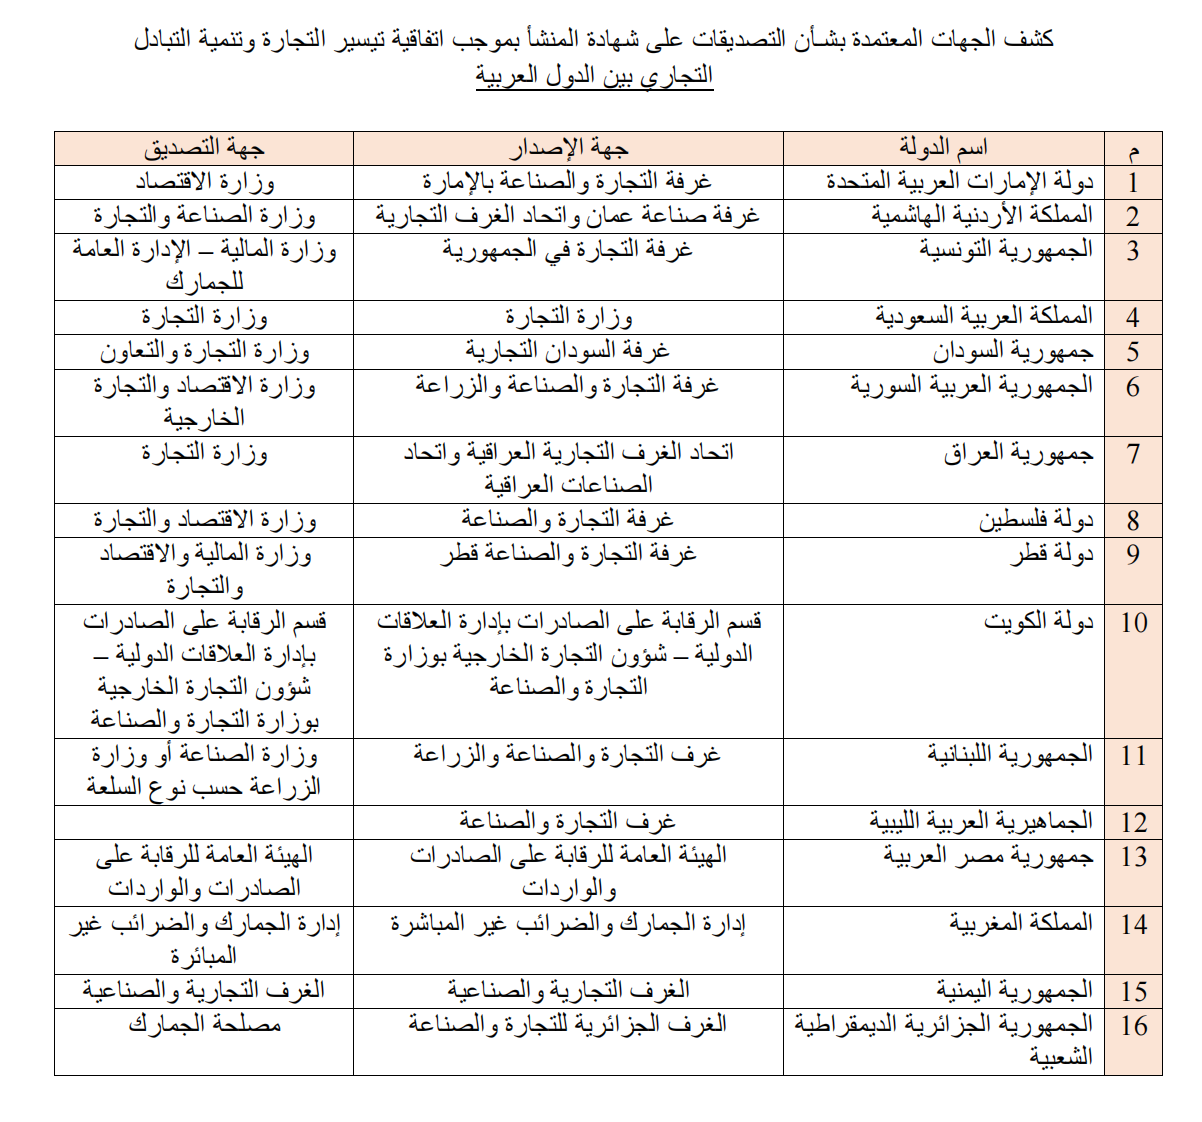 كشف الجهات المعتمدة بشأن التصديقات على شهادة المنشأ بموجب اتفاقية تيسير التجارة وتنمية التبادل
التجاري بين الدول العربية
م اسم الدولة جهة الإصدار جهة التصديق
1 دولة الإمارات العربية المتحدة غرفة التجارة والصناعة بالإمارة وزارة الاقتصاد
2 المملكة الأردنية الهاشمية غرفة صناعة عمان واتحاد الغرف التجارية وزارة الصناعة والتجارة
3 الجمهورية التونسية غرفة التجارة في الجمهورية وزارة المالية – الإدارة العامة
للجمارك
4 المملكة العربية السعودية وزارة التجارة وزارة التجارة
5 جمهورية السودان غرفة السودان التجارية وزارة التجارة والتعاون
6 الجمهورية العربية السورية غرفة التجارة والصناعة والزراعة وزارة الاقتصاد والتجارة
الخارجية
7 جمهورية العراق اتحاد الغرف التجارية العراقية واتحاد وزارة التجارة
الصناعات العراقية
8 دولة فلسطين غرفة التجارة والصناعة وزارة الاقتصاد والتجارة
9 دولة قطر غرفة التجارة والصناعة قطر وزارة المالية والاقتصاد
والتجارة
10 دولة الكويت قسم الرقابة على الصادرات بإدارة العلاقات قسم الرقابة على الصادرات
الدولية – شؤون التجارة الخارجية بوزارة بإدارة العلاقات الدولية –
التجارة والصناعة شؤون التجارة الخارجية
بوزارة التجارة والصناعة
11 الجمهورية اللبنانية غرف التجارة والصناعة والزراعة وزارة الصناعة أو وزارة
الزراعة حسب نوع السلعة
12 الجماهيرية العربية الليبية غرف التجارة والصناعة
13 جمهورية مصر العربية الهيئة العامة للرقابة على الصادرات الهيئة العامة للرقابة على
والواردات الصادرات والواردات
14 المملكة المغربية إدارة الجمارك والضرائب غير المباشرة إدارة الجمارك والضرائب غير
المبائرة
15 الجمهورية اليمنية الغرف التجارية والصناعية الغرف التجارية والصناعية
16 الجمهورية الجزائرية الديمقراطية الغرف الجزائرية للتجارة والصناعة مصلحة الجمارك
الشعبية